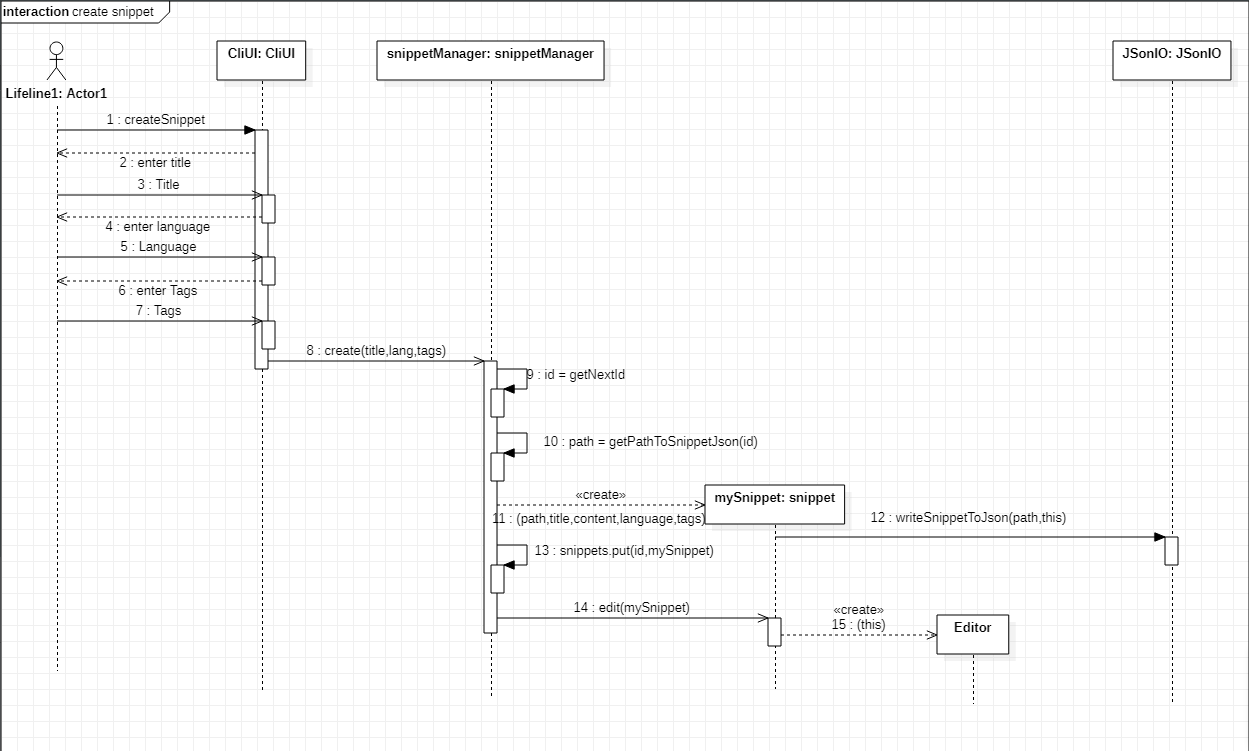 interaction create snippet
CliUI: CliUI
snippetManager: snippetManager
JSonIO: JSonIO
Lifeline1: Actor1
1 : createSnippet
2 : enter title
3 : Title
4 : enter language
5 : Language
6 : enter Tags
7 : Tags
8 : create(title,lang,tags)
9 : id = getNextId
10 : path = getPathToSnippetJson(id)
«create»
mySnippet: snippet
11 : (path,title,content,language,tags)
12 : writeSnippetToJson(path,this)
13 : snippets.put(id,mySnippet)
14 : edit(mySnippet)
«create»
15 : (this)
Editor